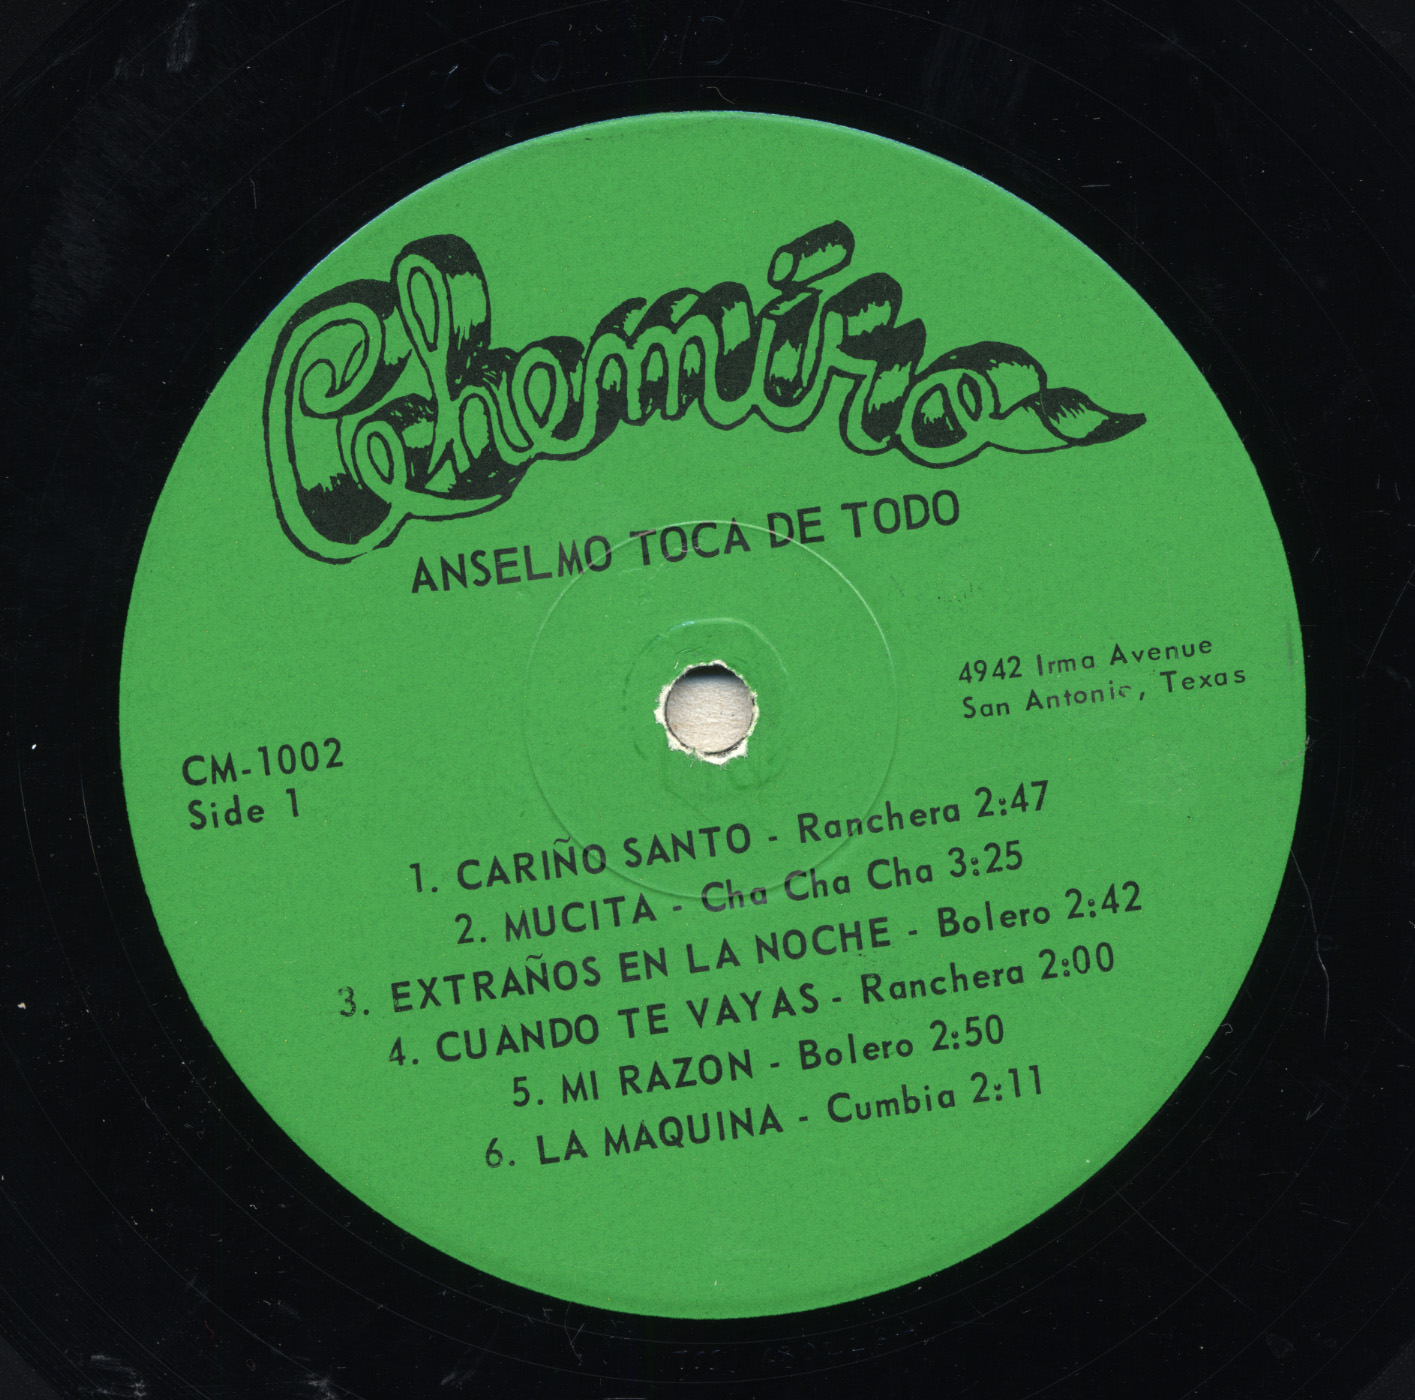 Chemira
ANSELMO TOCA DE TODO
4942 Irma Avenue
San Antonio, Texas
CM-1002
Side 1
1. CARIÑO SANTO - Ranchera 2:47
2. MUCITA - Cha Cha Cha 3:25
3. EXTRAÑOS EN LA NOCHE - Bolero 2:42
4. CUANDO TE VAYAS - Ranchera 2:00
5. MI RAZON - Bolero 2:50
6. LA MAQUINA - Cumbia 2:11